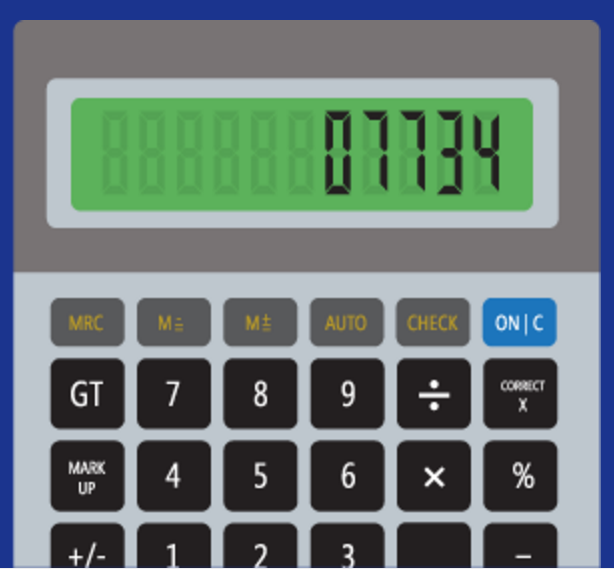 07734
MRC M= M± AUTO CHECK ON|C
GT 7 8 9 ÷ CORRECT X
MARK UP 4 5 6 × %
+/- 1 2 3 −